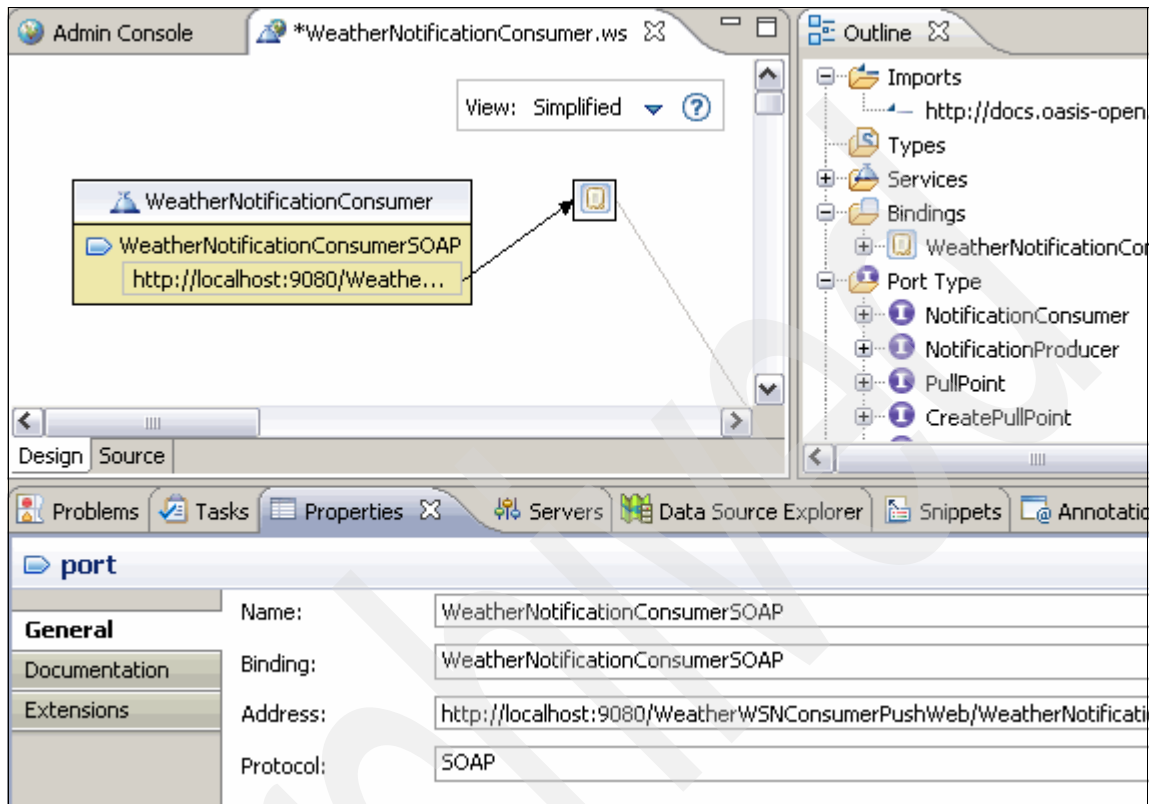 Admin Console
*WeatherNotificationConsumer.ws
Outline
View: Simplified
Imports
http://docs.oasis-open.
Types
Services
Bindings
WeatherNotificationCon
Port Type
NotificationConsumer
NotificationProducer
PullPoint
CreatePullPoint
WeatherNotificationConsumer
WeatherNotificationConsumerSOAP
http://localhost:9080/Weathe...
Design Source
Problems Tasks Properties Servers Data Source Explorer Snippets Annotatio
port
General
Documentation
Extensions
Name: WeatherNotificationConsumerSOAP
Binding: WeatherNotificationConsumerSOAP
Address: http://localhost:9080/WeatherWSNConsumerPushWeb/WeatherNotificati
Protocol: SOAP